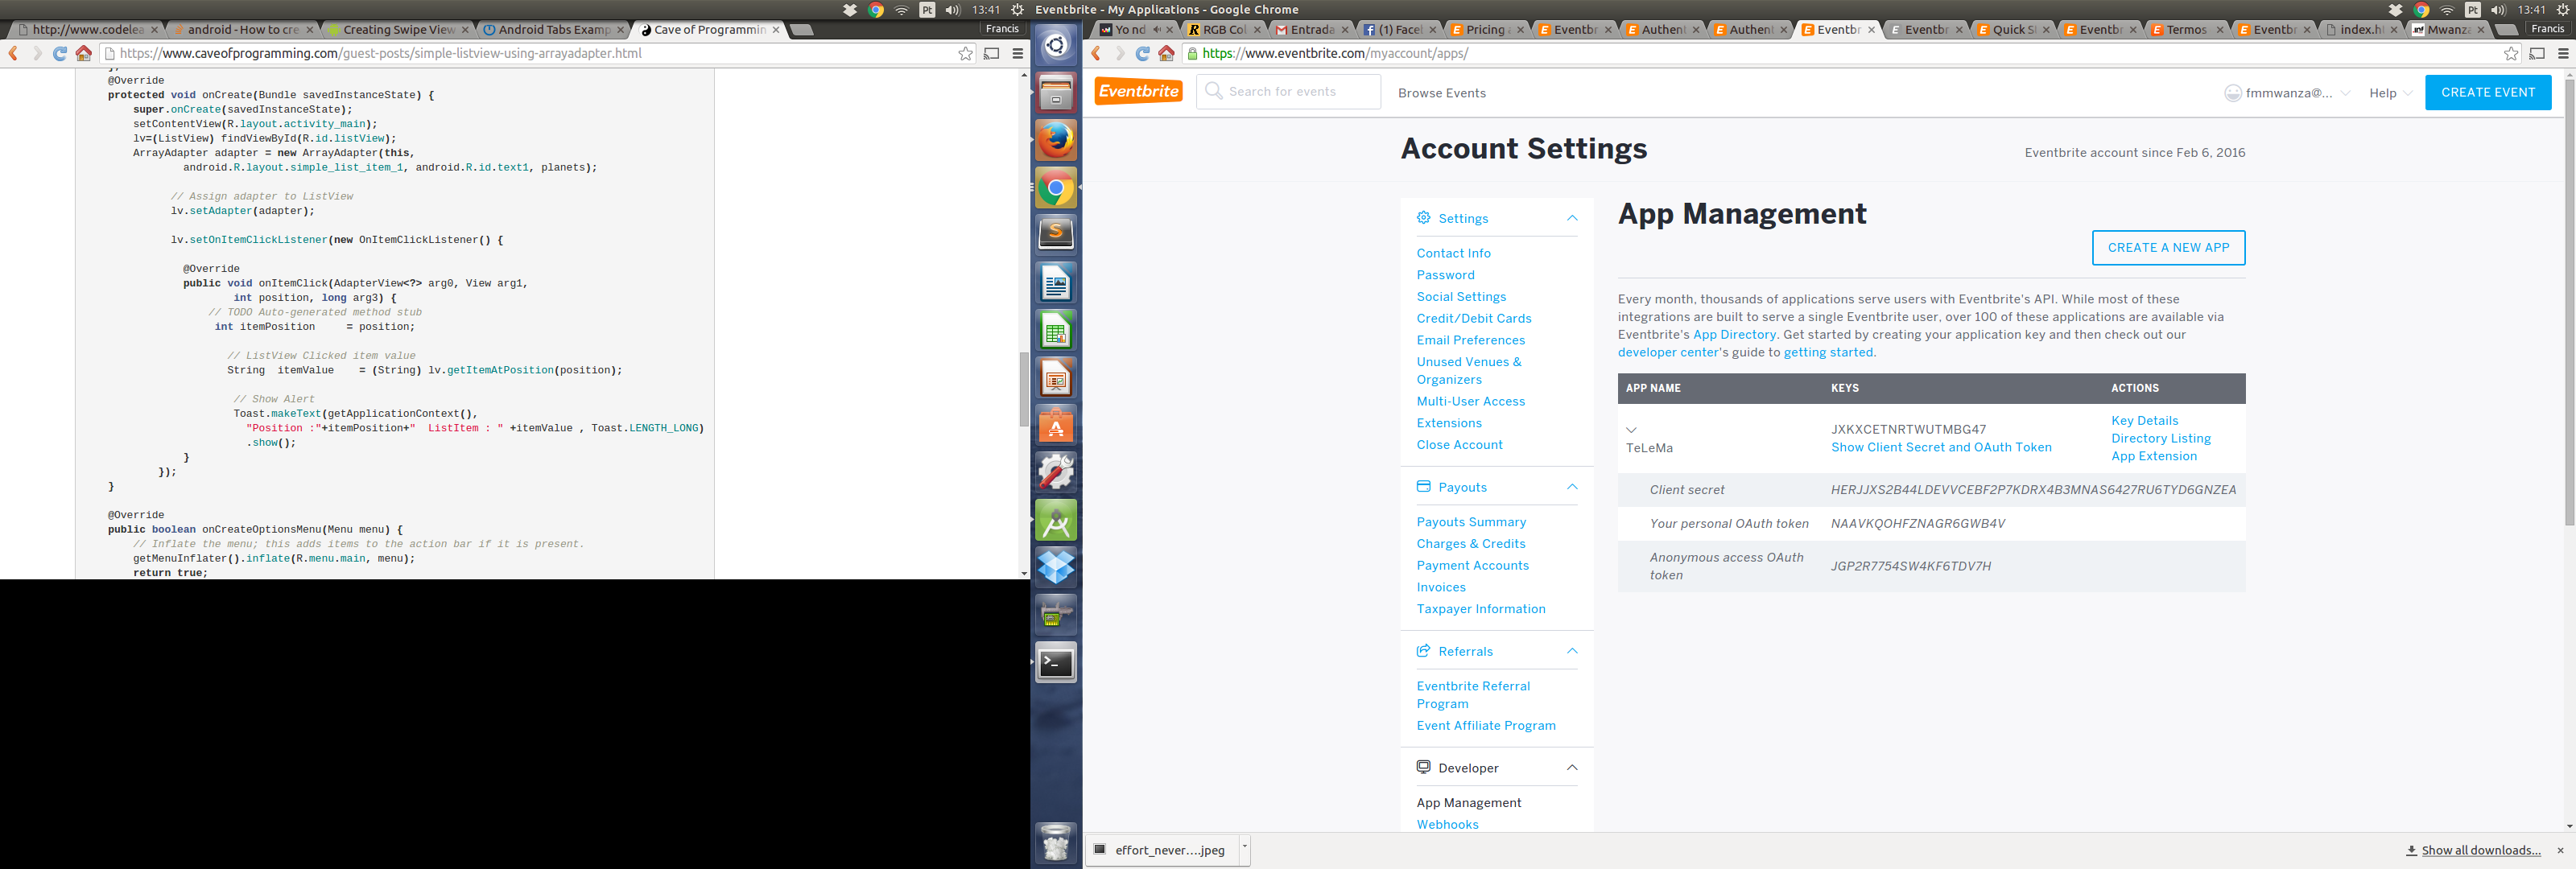 Pt
13:41
Eventbrite - My Applications - Google Chrome
Pt
13:41
http://www.codelea
android - How to cre
Creating Swipe View
Android Tabs Examp
Cave of Programmin
Francis
https://www.caveofprogramming.com/guest-posts/simple-listview-using-arrayadapter.html
};
@Override
protected void onCreate(Bundle savedInstanceState) {
super.onCreate(savedInstanceState);
setContentView(R.layout.activity_main);
lv=(ListView) findViewById(R.id.listView);
ArrayAdapter adapter = new ArrayAdapter(this,
android.R.layout.simple_list_item_1, android.R.id.text1, planets);
// Assign adapter to ListView
lv.setAdapter(adapter);
lv.setOnItemClickListener(new OnItemClickListener() {
@Override
public void onItemClick(AdapterView<?> arg0, View arg1,
int position, long arg3) {
// TODO Auto-generated method stub
int itemPosition     = position;
// ListView Clicked item value
String  itemValue    = (String) lv.getItemAtPosition(position);
// Show Alert
Toast.makeText(getApplicationContext(),
"Position :"+itemPosition+"  ListItem : " +itemValue , Toast.LENGTH_LONG)
.show();
}
});
}
@Override
public boolean onCreateOptionsMenu(Menu menu) {
// Inflate the menu; this adds items to the action bar if it is present.
getMenuInflater().inflate(R.menu.main, menu);
return true;
Yo nd
RGB Col
Entrada
(1) Facel
Pricing
Eventbr
Authent
Authent
Eventbr
Eventbr
Quick S
Eventbr
Termos
Eventbr
index.h
Mwanza
Francis
https://www.eventbrite.com/myaccount/apps/
Eventbrite
Search for events
Browse Events
fmmwanza@...
Help
CREATE EVENT
Account Settings
Eventbrite account since Feb 6, 2016
Settings
Contact Info
Password
Social Settings
Credit/Debit Cards
Email Preferences
Unused Venues &
Organizers
Multi-User Access
Extensions
Close Account
Payouts
Payouts Summary
Charges & Credits
Payment Accounts
Invoices
Taxpayer Information
Referrals
Eventbrite Referral
Program
Event Affiliate Program
Developer
App Management
Webhooks
App Management
CREATE A NEW APP
Every month, thousands of applications serve users with Eventbrite's API. While most of these
integrations are built to serve a single Eventbrite user, over 100 of these applications are available via
Eventbrite's App Directory. Get started by creating your application key and then check out our
developer center's guide to getting started.
APP NAME KEYS ACTIONS
TeLeMa
JXKXCETNRTWUTMBG47
Show Client Secret and OAuth Token
Key Details
Directory Listing
App Extension
Client secret HERJJXS2B44LDEVVCEBF2P7KDRX4B3MNAS6427RU6TYD6GNZEA
Your personal OAuth token NAAVKQOHFZNAGR6GWB4V
Anonymous access OAuth
token
JGP2R7754SW4KF6TDV7H
effort_never....jpeg
Show all downloads...